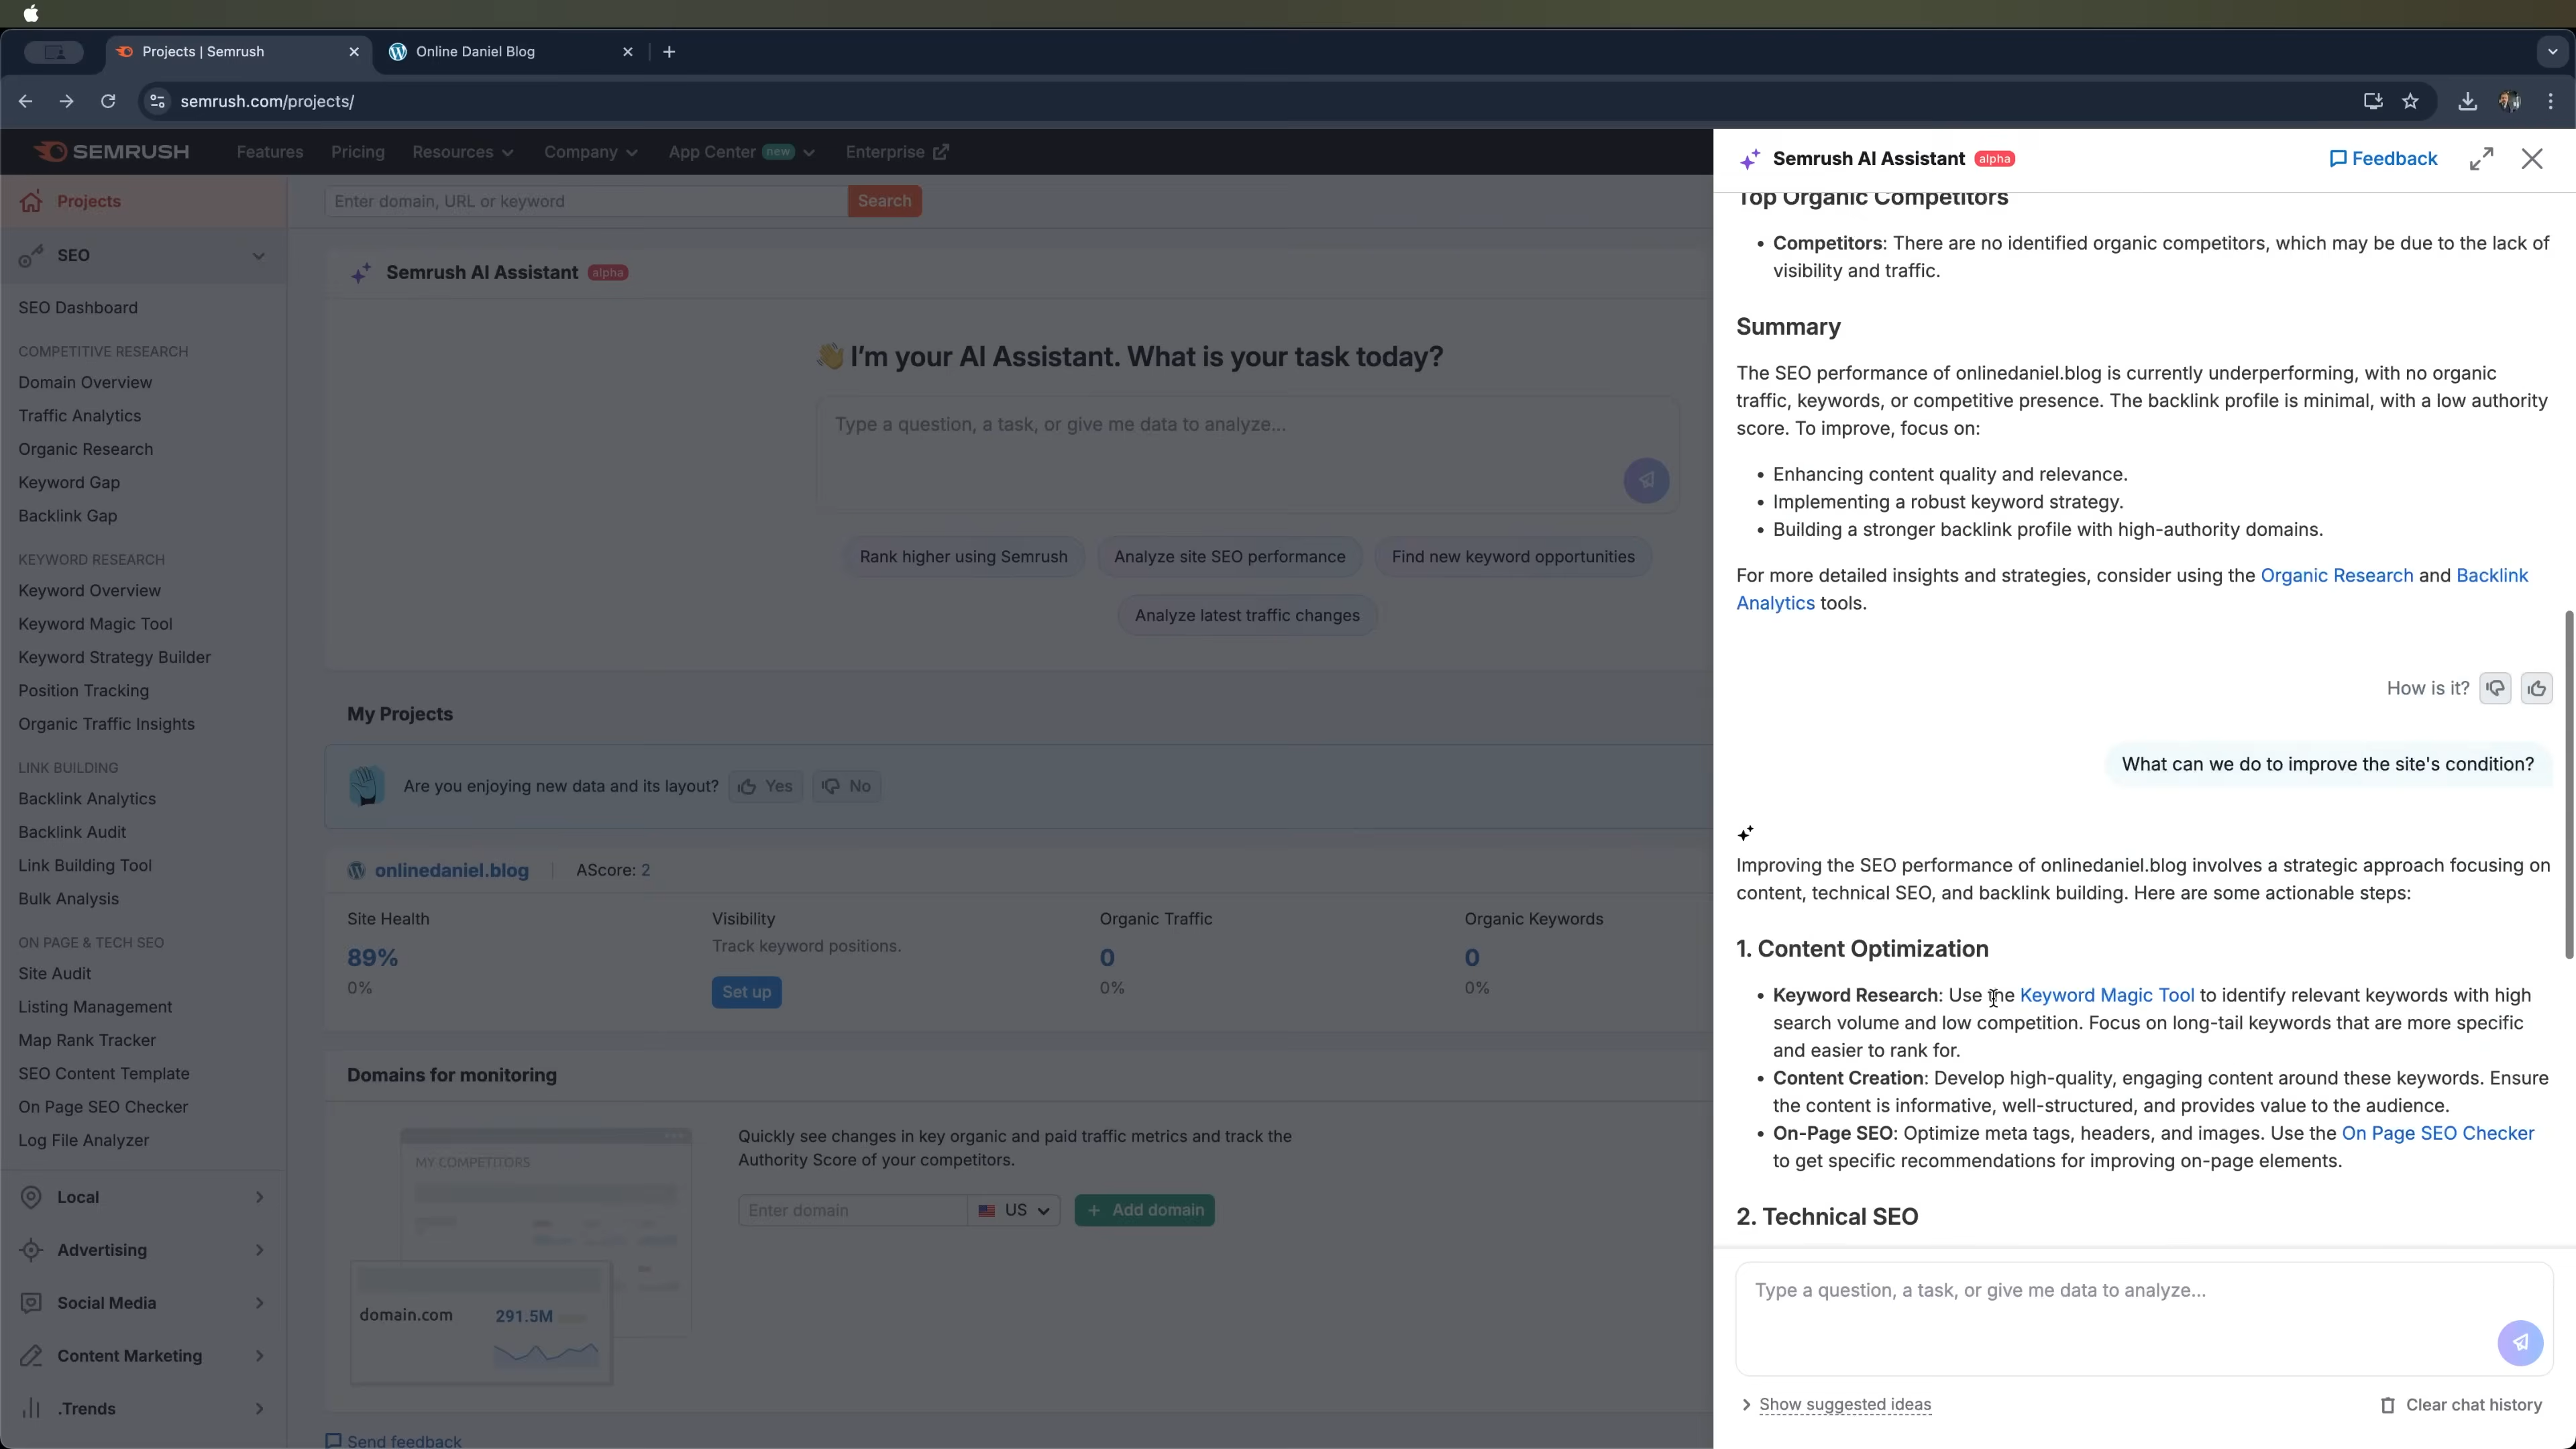 Projects | Semrush
Online Daniel Blog
semrush.com/projects/
SEMRUSH
Features
Pricing
Resources
Company
App Center new
Enterprise
Projects
SEO
SEO Dashboard
COMPETITIVE RESEARCH
Domain Overview
Traffic Analytics
Organic Research
Keyword Gap
Backlink Gap
KEYWORD RESEARCH
Keyword Overview
Keyword Magic Tool
Keyword Strategy Builder
Position Tracking
Organic Traffic Insights
LINK BUILDING
Backlink Analytics
Backlink Audit
Link Building Tool
Bulk Analysis
ON PAGE & TECH SEO
Site Audit
Listing Management
Map Rank Tracker
SEO Content Template
On Page SEO Checker
Log File Analyzer
Local
Advertising
Social Media
Content Marketing
.Trends
Enter domain, URL or keyword
Search
Semrush AI Assistant alpha
👋 I'm your AI Assistant. What is your task today?
Type a question, a task, or give me data to analyze...
Rank higher using Semrush
Analyze site SEO performance
Find new keyword opportunities
Analyze latest traffic changes
My Projects
Are you enjoying new data and its layout?
Yes
No
onlinedaniel.blog
AScore: 2
Site Health
89%
0%
Visibility
Track keyword positions.
Set up
Organic Traffic
0
0%
Organic Keywords
0
0%
Domains for monitoring
MY COMPETITORS
domain.com
291.5M
Quickly see changes in key organic and paid traffic metrics and track the
Authority Score of your competitors.
Enter domain
US
+ Add domain
Send feedback
Semrush AI Assistant alpha
Feedback
Top Organic Competitors
• Competitors: There are no identified organic competitors, which may be due to the lack of
visibility and traffic.
Summary
The SEO performance of onlinedaniel.blog is currently underperforming, with no organic
traffic, keywords, or competitive presence. The backlink profile is minimal, with a low authority
score. To improve, focus on:
• Enhancing content quality and relevance.
• Implementing a robust keyword strategy.
• Building a stronger backlink profile with high-authority domains.
For more detailed insights and strategies, consider using the Organic Research and Backlink
Analytics tools.
How is it?
What can we do to improve the site's condition?
Improving the SEO performance of onlinedaniel.blog involves a strategic approach focusing on
content, technical SEO, and backlink building. Here are some actionable steps:
1. Content Optimization
• Keyword Research: Use the Keyword Magic Tool to identify relevant keywords with high
search volume and low competition. Focus on long-tail keywords that are more specific
and easier to rank for.
• Content Creation: Develop high-quality, engaging content around these keywords. Ensure
the content is informative, well-structured, and provides value to the audience.
• On-Page SEO: Optimize meta tags, headers, and images. Use the On Page SEO Checker
to get specific recommendations for improving on-page elements.
2. Technical SEO
Type a question, a task, or give me data to analyze...
Show suggested ideas
Clear chat history